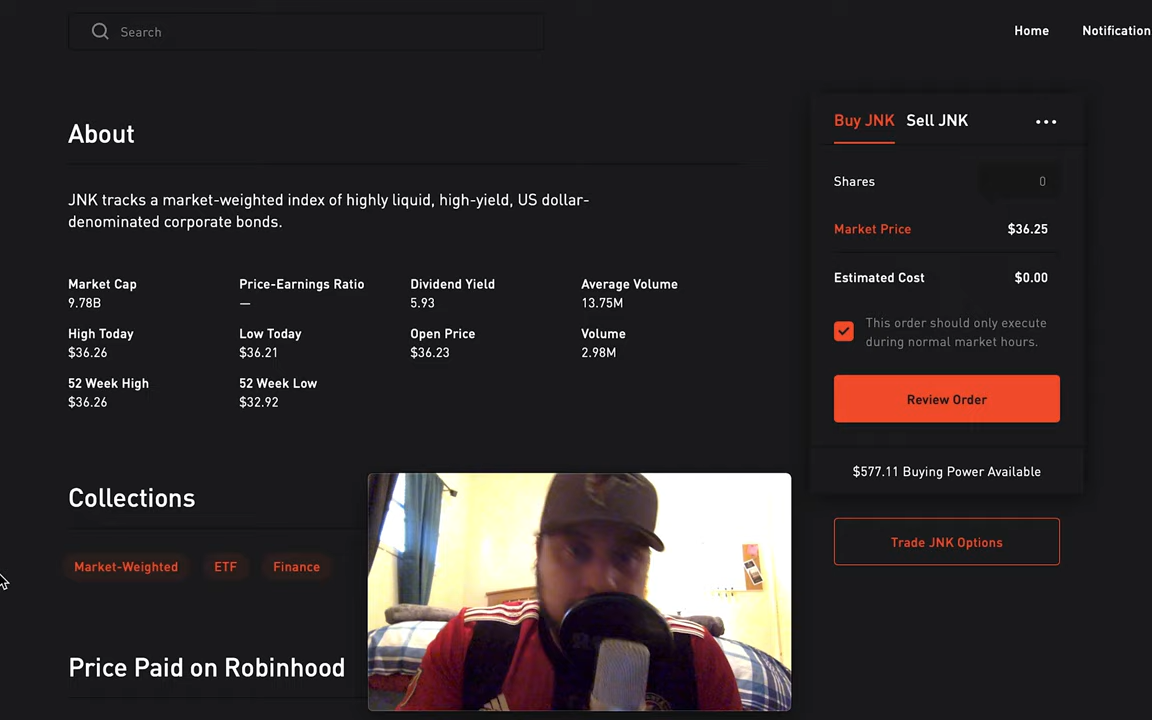 Search
Home
Notification
About
JNK tracks a market-weighted index of highly liquid, high-yield, US dollar-
denominated corporate bonds.
Market Cap
9.78B
Price-Earnings Ratio
—
Dividend Yield
5.93
Average Volume
13.75M
High Today
$36.26
Low Today
$36.21
Open Price
$36.23
Volume
2.98M
52 Week High
$36.26
52 Week Low
$32.92
Collections
Market-Weighted
ETF
Finance
Price Paid on Robinhood
Buy JNK
Sell JNK
Shares
0
Market Price
$36.25
Estimated Cost
$0.00
This order should only execute
during normal market hours.
Review Order
$577.11 Buying Power Available
Trade JNK Options